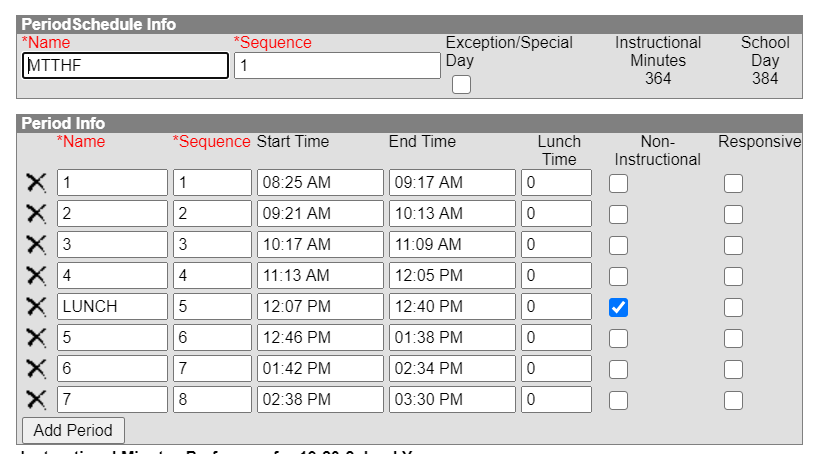 PeriodSchedule Info
*Name *Sequence Exception/Special Day Instructional Minutes School Day
MTTHF 1 364 384
Period Info
*Name *Sequence Start Time End Time Lunch Time Non-Instructional Responsive
1 1 08:25 AM 09:17 AM 0
2 2 09:21 AM 10:13 AM 0
3 3 10:17 AM 11:09 AM 0
4 4 11:13 AM 12:05 PM 0
LUNCH 5 12:07 PM 12:40 PM 0
5 6 12:46 PM 01:38 PM 0
6 7 01:42 PM 02:34 PM 0
7 8 02:38 PM 03:30 PM 0
Add Period